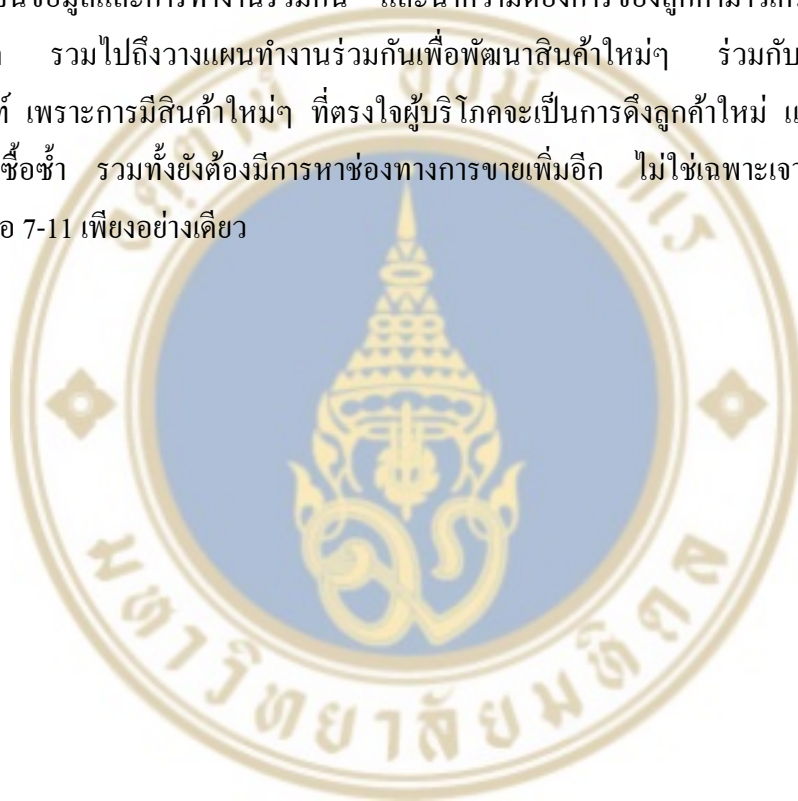 ข้อมูลและการทำงานร่วมกัน และนำความต้องการของลูกค้ามา
รวมไปถึงวางแผนทำงานร่วมกันเพื่อพัฒนาสินค้าใหม่ๆ ร่วมกับ
เพราะการมีสินค้าใหม่ๆ ที่ตรงใจผู้บริโภคจะเป็นการดึงลูกค้าใหม่
ซื้อซ้ำ รวมทั้งยังต้องมีการหาช่องทางการขายเพิ่มอีก ไม่ใช่เฉพาะเจา
7-11 เพียงอย่างเดียว
มหาวิทยาลัยมหิดล